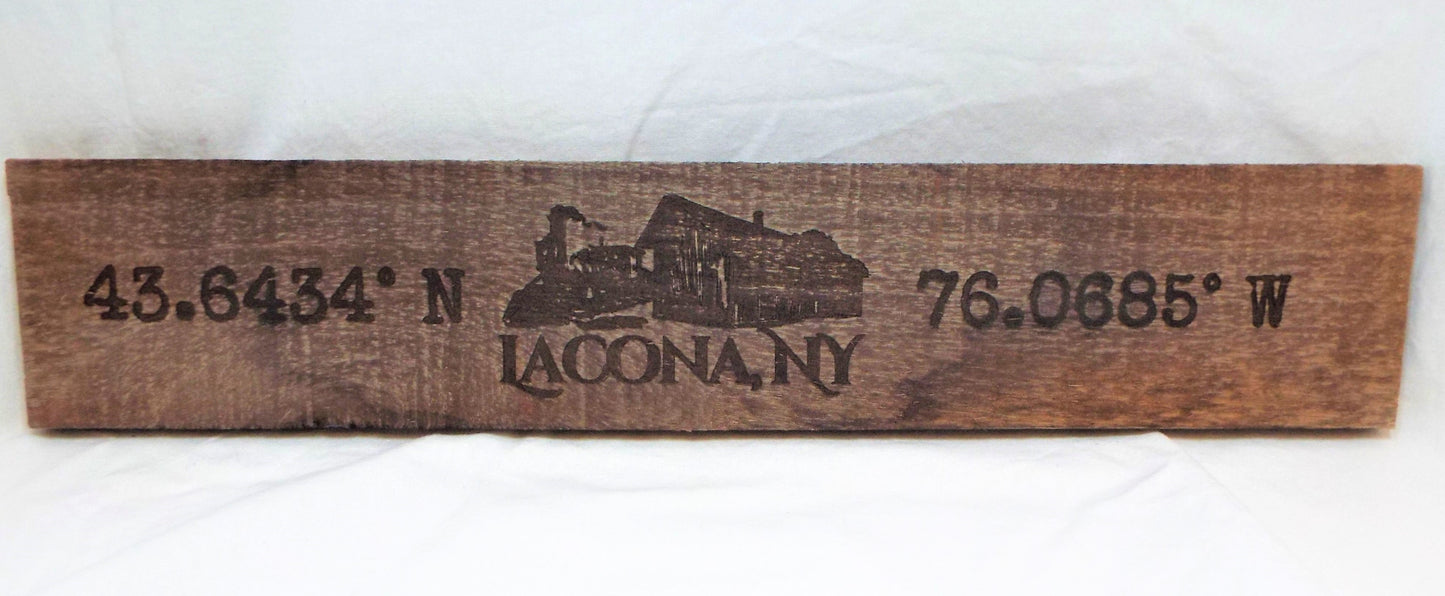 43.6434° N
LACONA, NY
76.0685° W